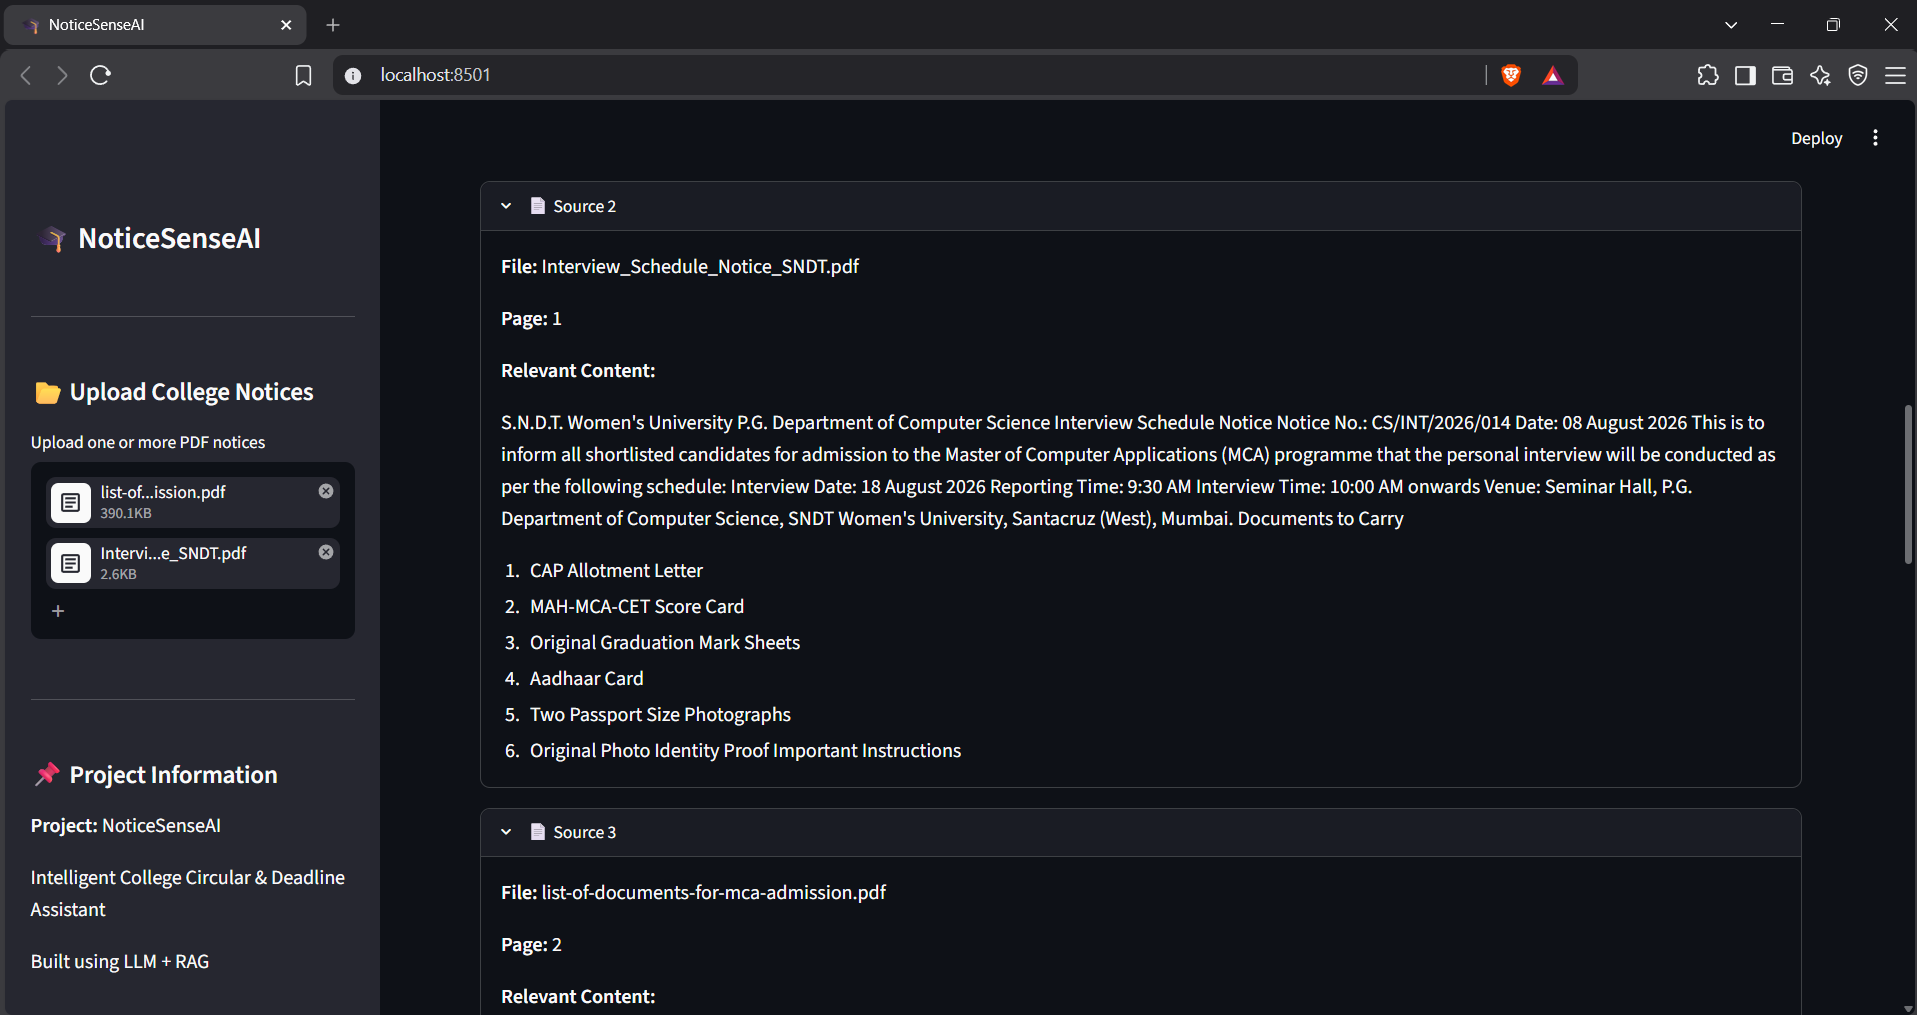 NoticeSenseAI
localhost:8501
Deploy
NoticeSenseAI
Upload College Notices
Upload one or more PDF notices
list-of...ission.pdf
390.1KB
Intervi...e_SNDT.pdf
2.6KB
Project Information
Project: NoticeSenseAI
Intelligent College Circular & Deadline
Assistant
Built using LLM + RAG
Source 2
File: Interview_Schedule_Notice_SNDT.pdf
Page: 1
Relevant Content:
S.N.D.T. Women's University P.G. Department of Computer Science Interview Schedule Notice Notice No.: CS/INT/2026/014 Date: 08 August 2026 This is to
inform all shortlisted candidates for admission to the Master of Computer Applications (MCA) programme that the personal interview will be conducted as
per the following schedule: Interview Date: 18 August 2026 Reporting Time: 9:30 AM Interview Time: 10:00 AM onwards Venue: Seminar Hall, P.G.
Department of Computer Science, SNDT Women's University, Santacruz (West), Mumbai. Documents to Carry
1. CAP Allotment Letter
2. MAH-MCA-CET Score Card
3. Original Graduation Mark Sheets
4. Aadhaar Card
5. Two Passport Size Photographs
6. Original Photo Identity Proof Important Instructions
Source 3
File: list-of-documents-for-mca-admission.pdf
Page: 2
Relevant Content: